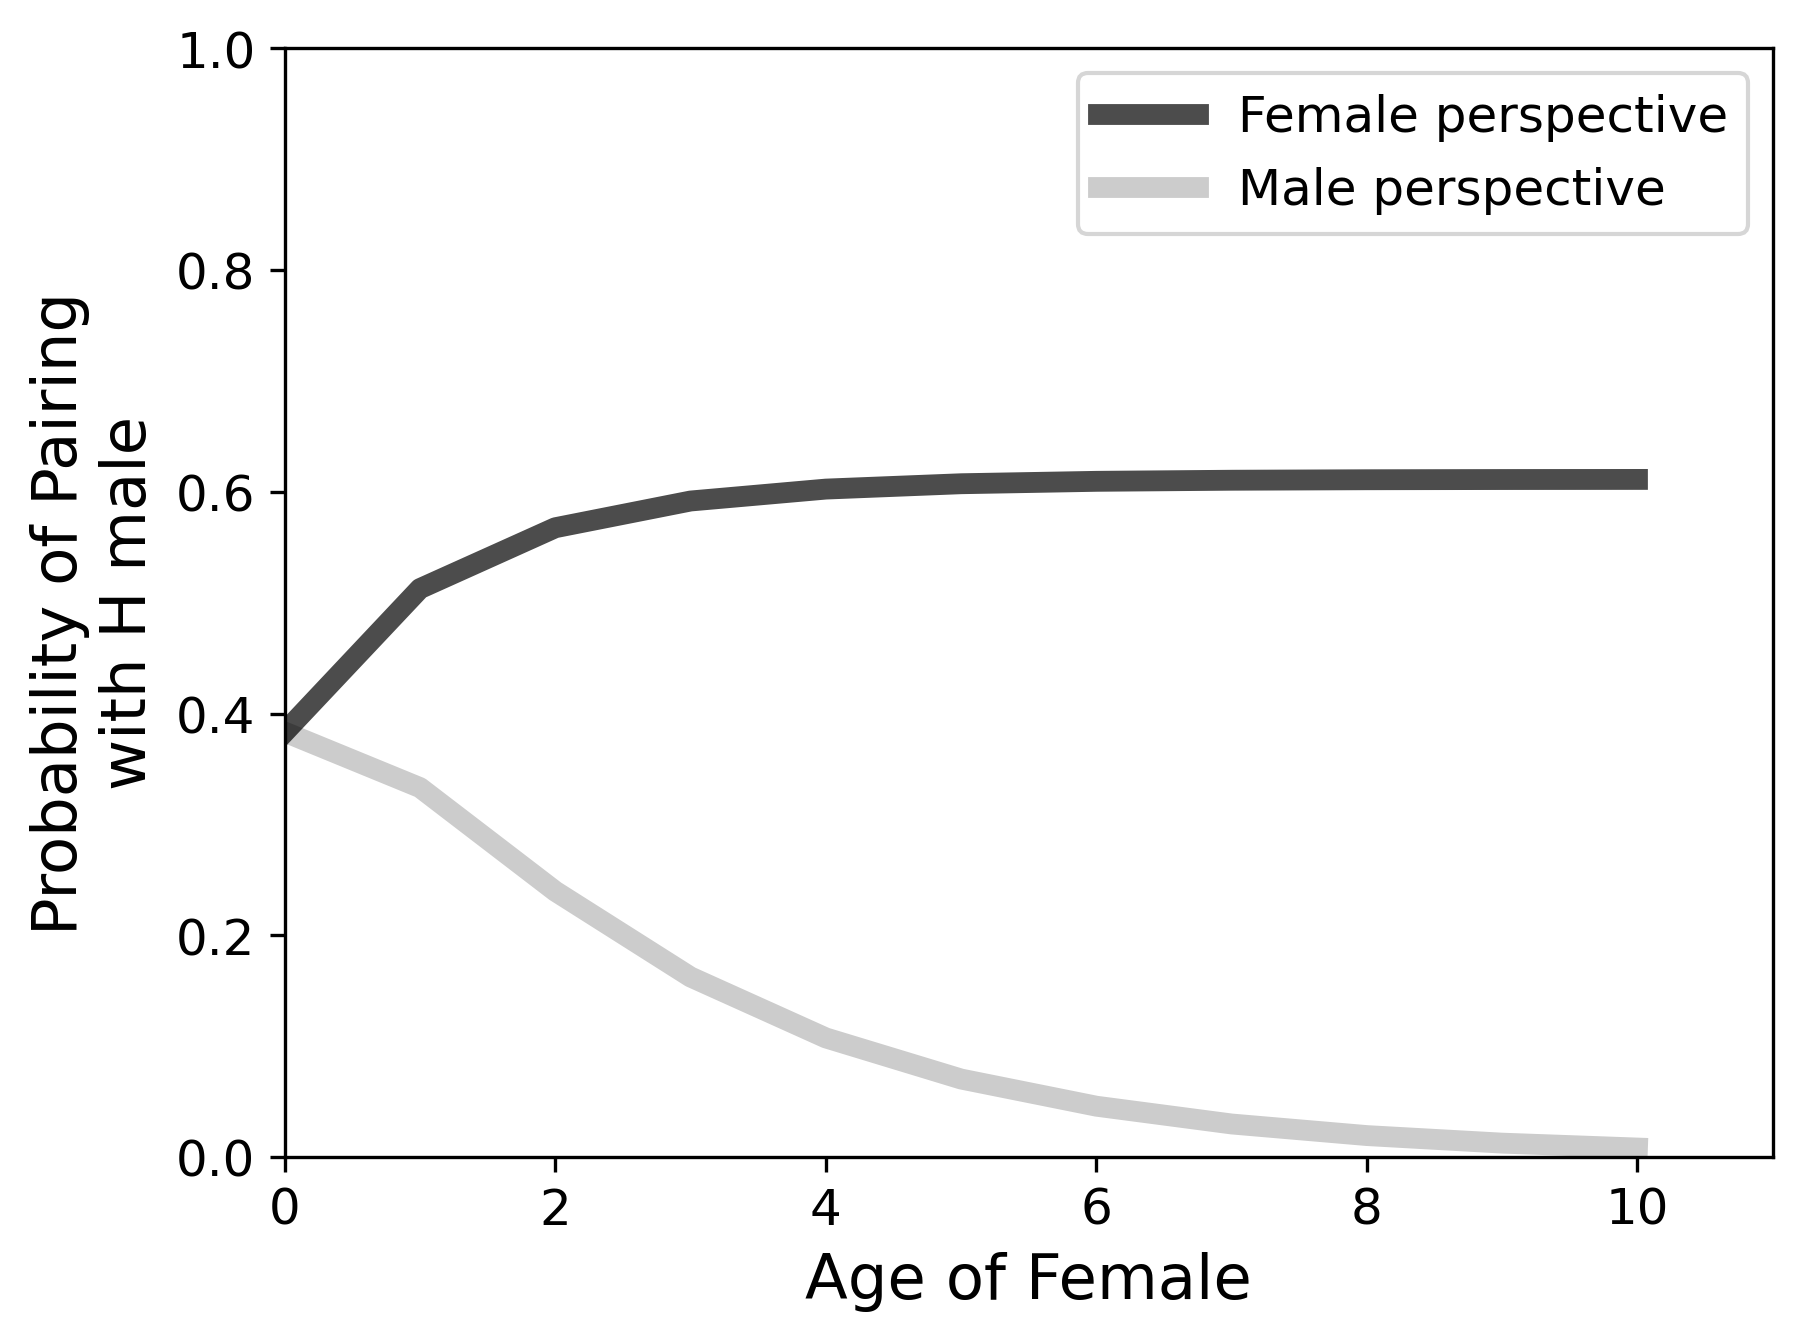 Probability of Pairing
with H male
1.0
0.8
0.6
0.4
0.2
0.0
Female perspective
Male perspective
0 2 4 6 8 10
Age of Female